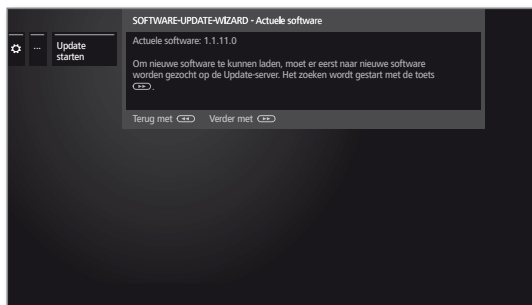 SOFTWARE-UPDATE-WIZARD - Actuele software
...
Update
starten
Actuele software: 1.1.11.0
Om nieuwe software te kunnen laden, moet er eerst naar nieuwe software
worden gezocht op de Update-server. Het zoeken wordt gestart met de toets
.
Terug met Verder met